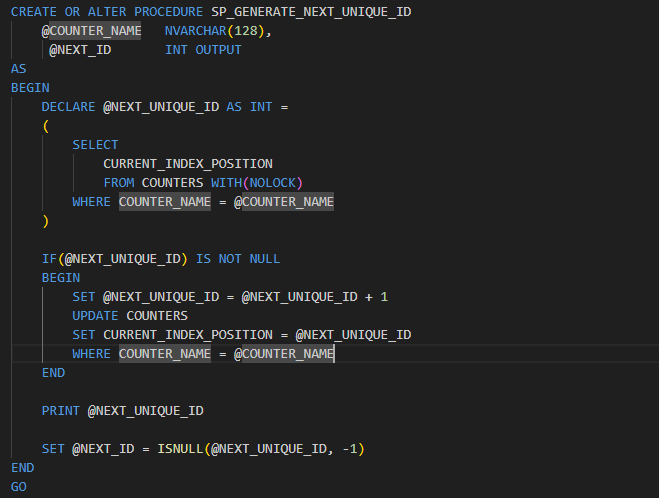 CREATE OR ALTER PROCEDURE SP_GENERATE_NEXT_UNIQUE_ID
    @COUNTER_NAME   NVARCHAR(128),
     @NEXT_ID       INT OUTPUT
AS
BEGIN
    DECLARE @NEXT_UNIQUE_ID AS INT =
    (
        SELECT
            CURRENT_INDEX_POSITION
            FROM COUNTERS WITH(NOLOCK)
        WHERE COUNTER_NAME = @COUNTER_NAME
    )

    IF(@NEXT_UNIQUE_ID) IS NOT NULL
    BEGIN
        SET @NEXT_UNIQUE_ID = @NEXT_UNIQUE_ID + 1
        UPDATE COUNTERS
        SET CURRENT_INDEX_POSITION = @NEXT_UNIQUE_ID
        WHERE COUNTER_NAME = @COUNTER_NAME
    END

    PRINT @NEXT_UNIQUE_ID

    SET @NEXT_ID = ISNULL(@NEXT_UNIQUE_ID, -1)
END
GO